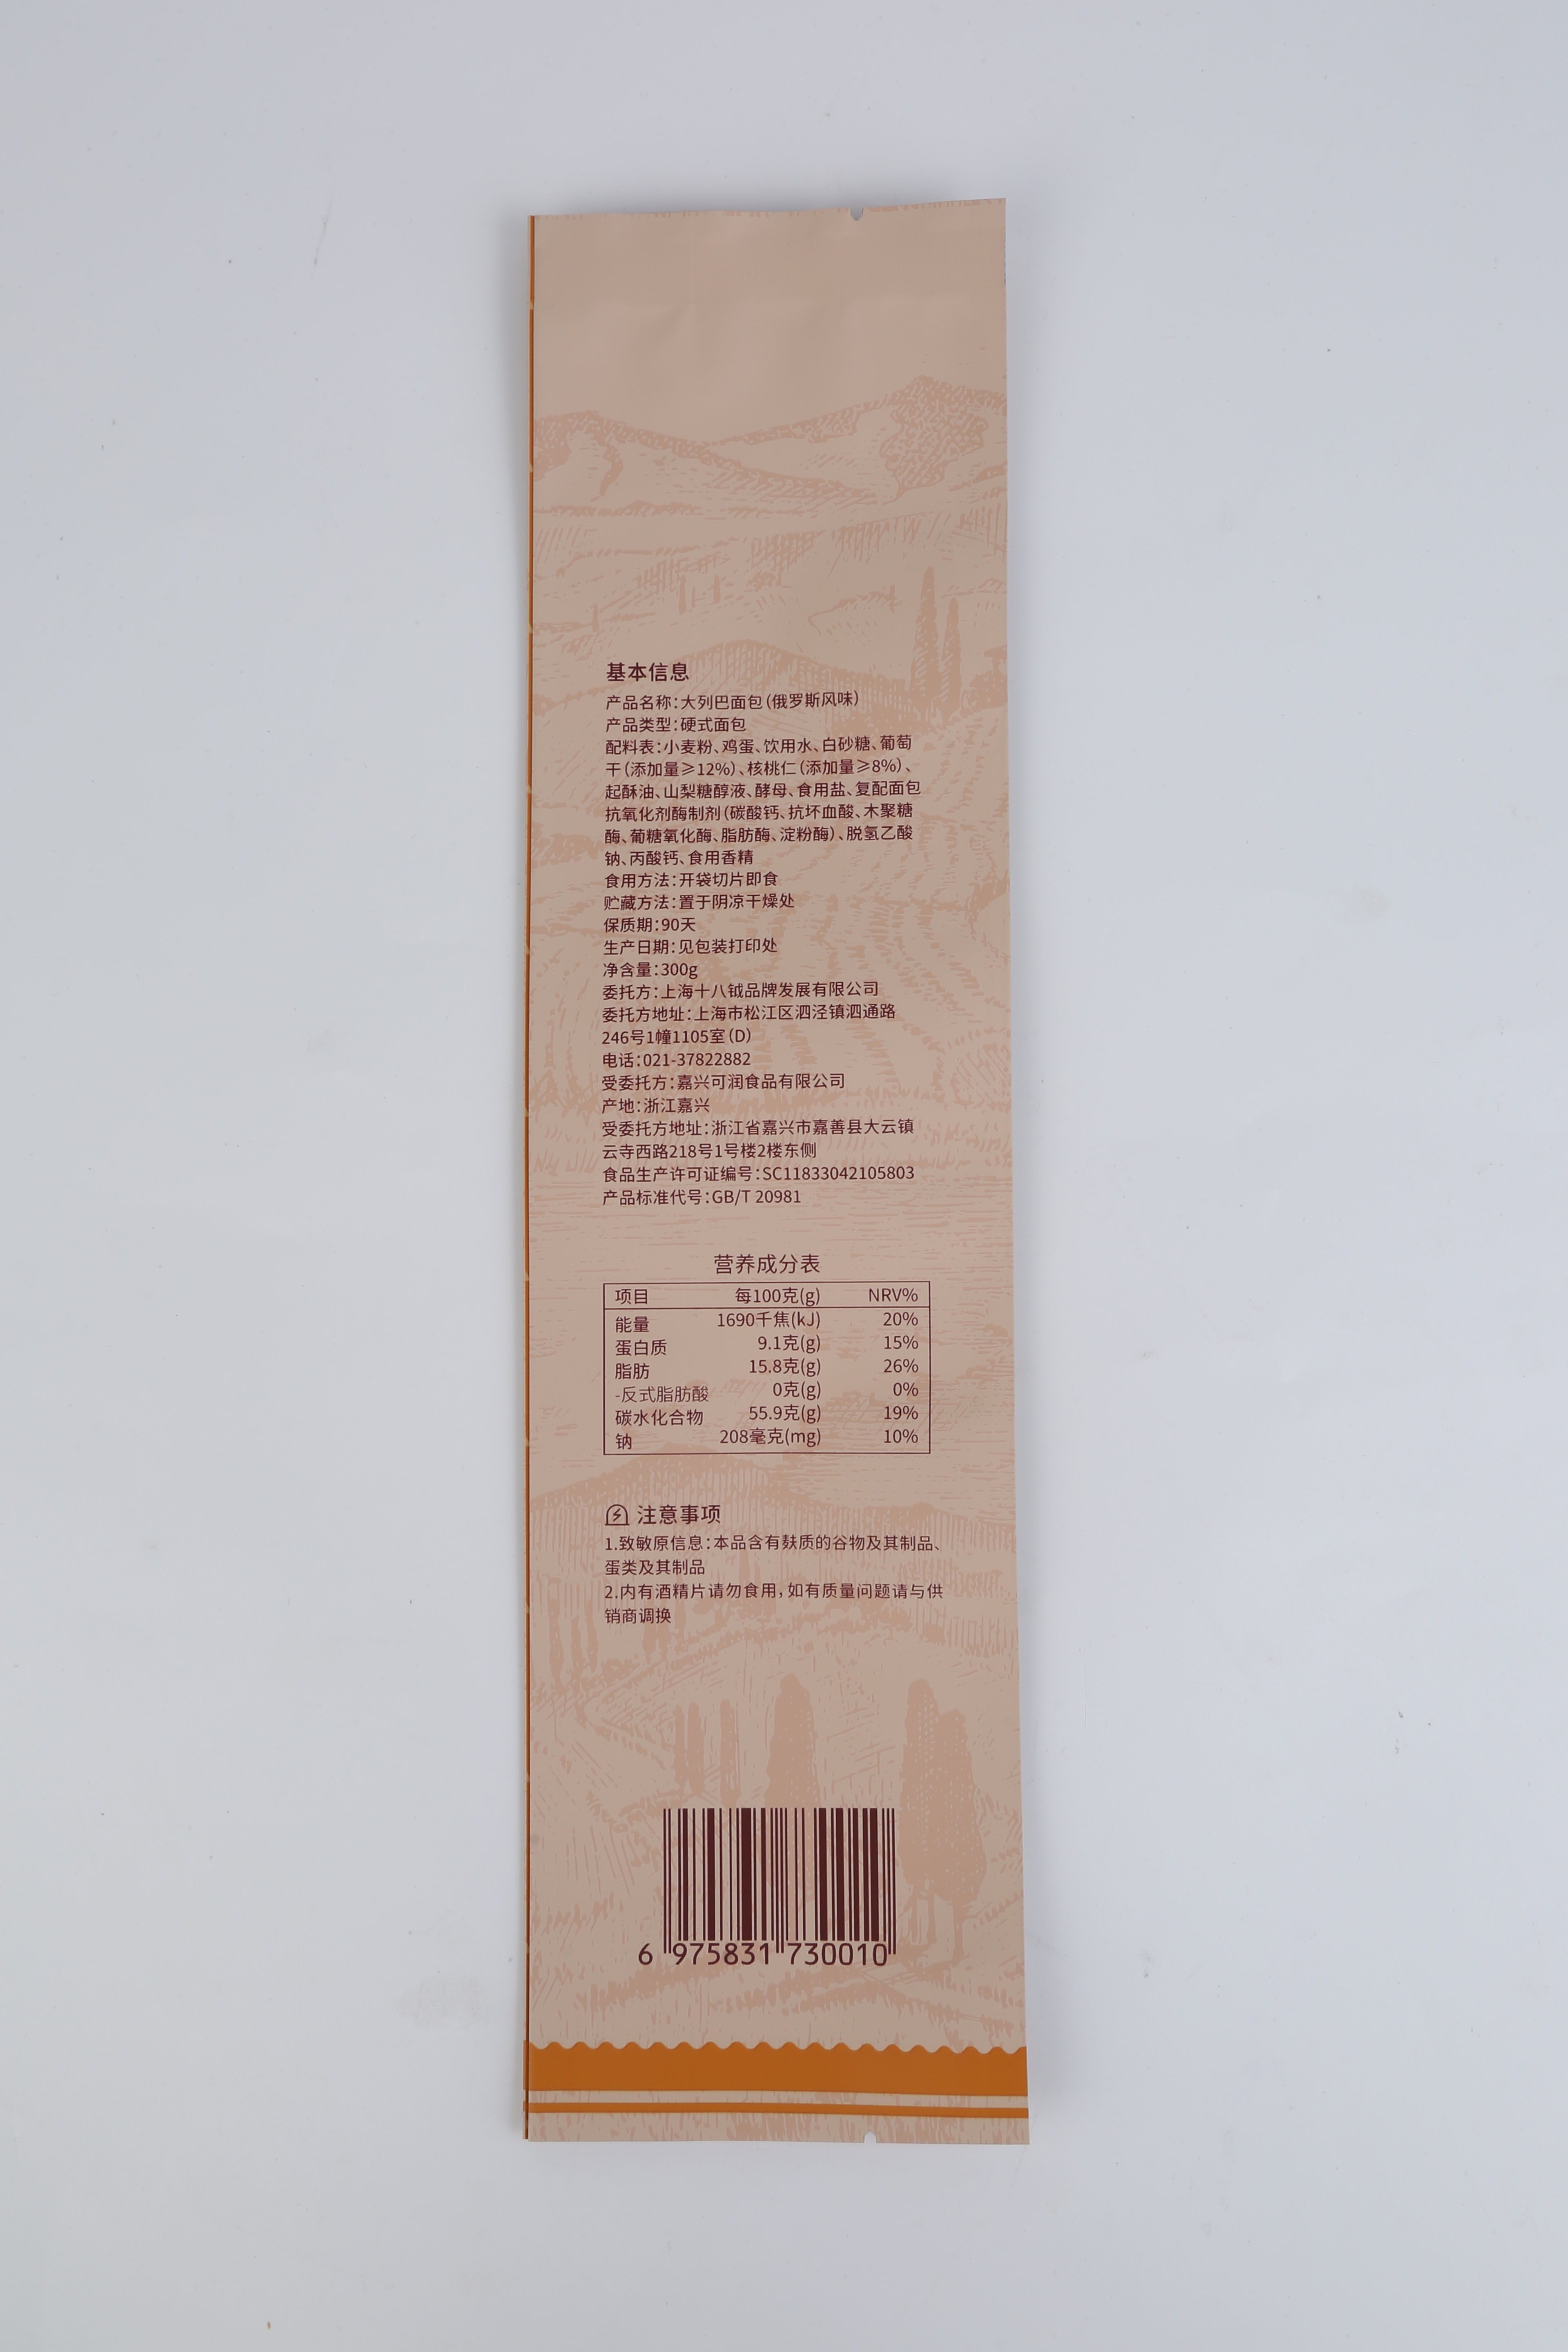 基本信息
产品名称:大列巴面包(俄罗斯风味)
产品类型:硬式面包
配料表:小麦粉、鸡蛋、饮用水、白砂糖、葡萄
干(添加量≥12%)、核桃仁(添加量≥8%)、
起酥油、山梨糖醇液、酵母、食用盐、复配面包
抗氧化剂酶制剂(碳酸钙、抗坏血酸、木聚糖
酶、葡糖氧化酶、脂肪酶、淀粉酶)、脱氢乙酸
钠、丙酸钙、食用香精
食用方法:开袋切片即食
贮藏方法:置于阴凉干燥处
保质期:90天
生产日期:见包装打印处
净含量:300g
委托方:上海十八钺品牌发展有限公司
委托方地址:上海市松江区泗泾镇泗通路
246号1幢1105室(D)
电话:021-37822882
受委托方:嘉兴可润食品有限公司
产地:浙江嘉兴
受委托方地址:浙江省嘉兴市嘉善县大云镇
云寺西路218号1号楼2楼东侧
食品生产许可证编号:SC11833042105803
产品标准代号:GB/T 20981
营养成分表
项目 每100克(g) NRV%
能量 1690千焦(kJ) 20%
蛋白质 9.1克(g) 15%
脂肪 15.8克(g) 26%
-反式脂肪酸 0克(g) 0%
碳水化合物 55.9克(g) 19%
钠 208毫克(mg) 10%
注意事项
1.致敏原信息:本品含有麸质的谷物及其制品、
蛋类及其制品
2.内有酒精片请勿食用,如有质量问题请与供
销商调换
6 975831 730010